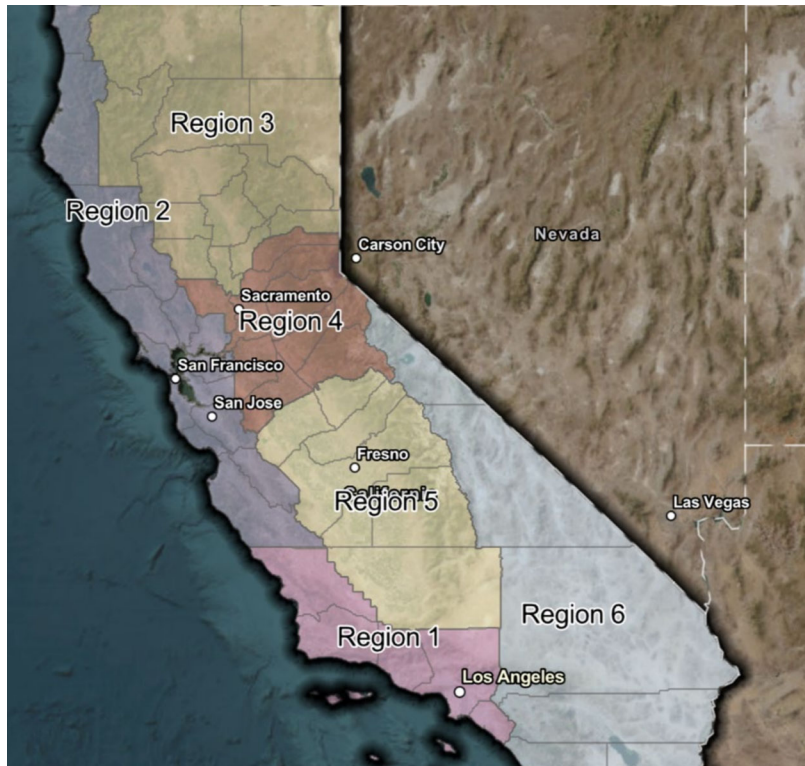 Region 3
Region 2
Carson City
Nevada
Sacramento
Region 4
San Francisco
San Jose
Fresno
California
Region 5
Las Vegas
Region 6
Region 1
Los Angeles